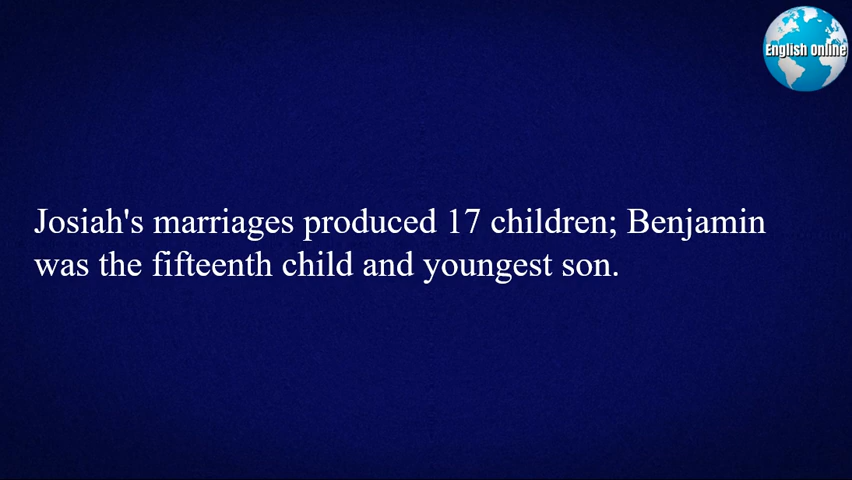 English Online
Josiah's marriages produced 17 children; Benjamin
was the fifteenth child and youngest son.